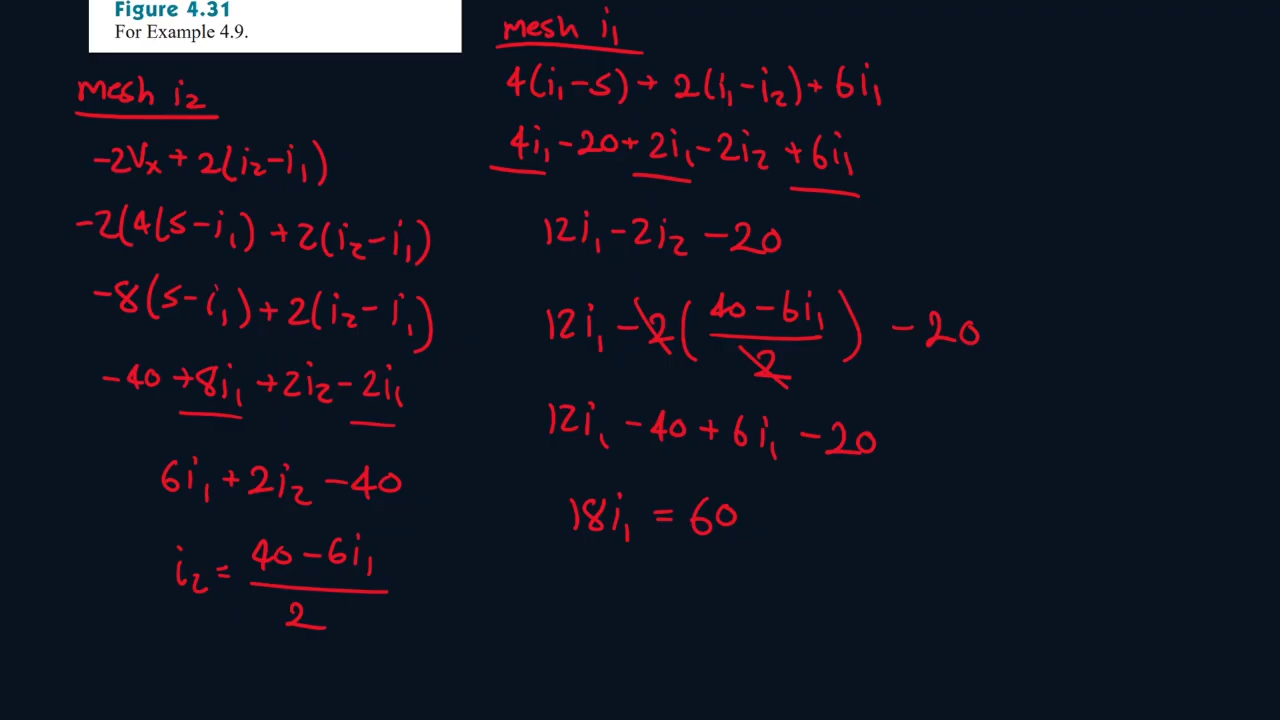 Figure 4.31
For Example 4.9.
mesh i₂
-2Vₓ + 2(i₂-i₁)
-2(4(5-i₁) + 2(i₂-i₁)
-8(5-i₁) + 2(i₂-i₁)
-40 + 8i₁ + 2i₂ - 2i₁
6i₁ + 2i₂ - 40
i₂ = (40 - 6i₁)/2
mesh i₁
4(i₁-5) + 2(i₁-i₂) + 6i₁
4i₁ - 20 + 2i₁ - 2i₂ + 6i₁
12i₁ - 2i₂ - 20
12i₁ - 2((40 - 6i₁)/2) - 20
12i₁ - 40 + 6i₁ - 20
18i₁ = 60